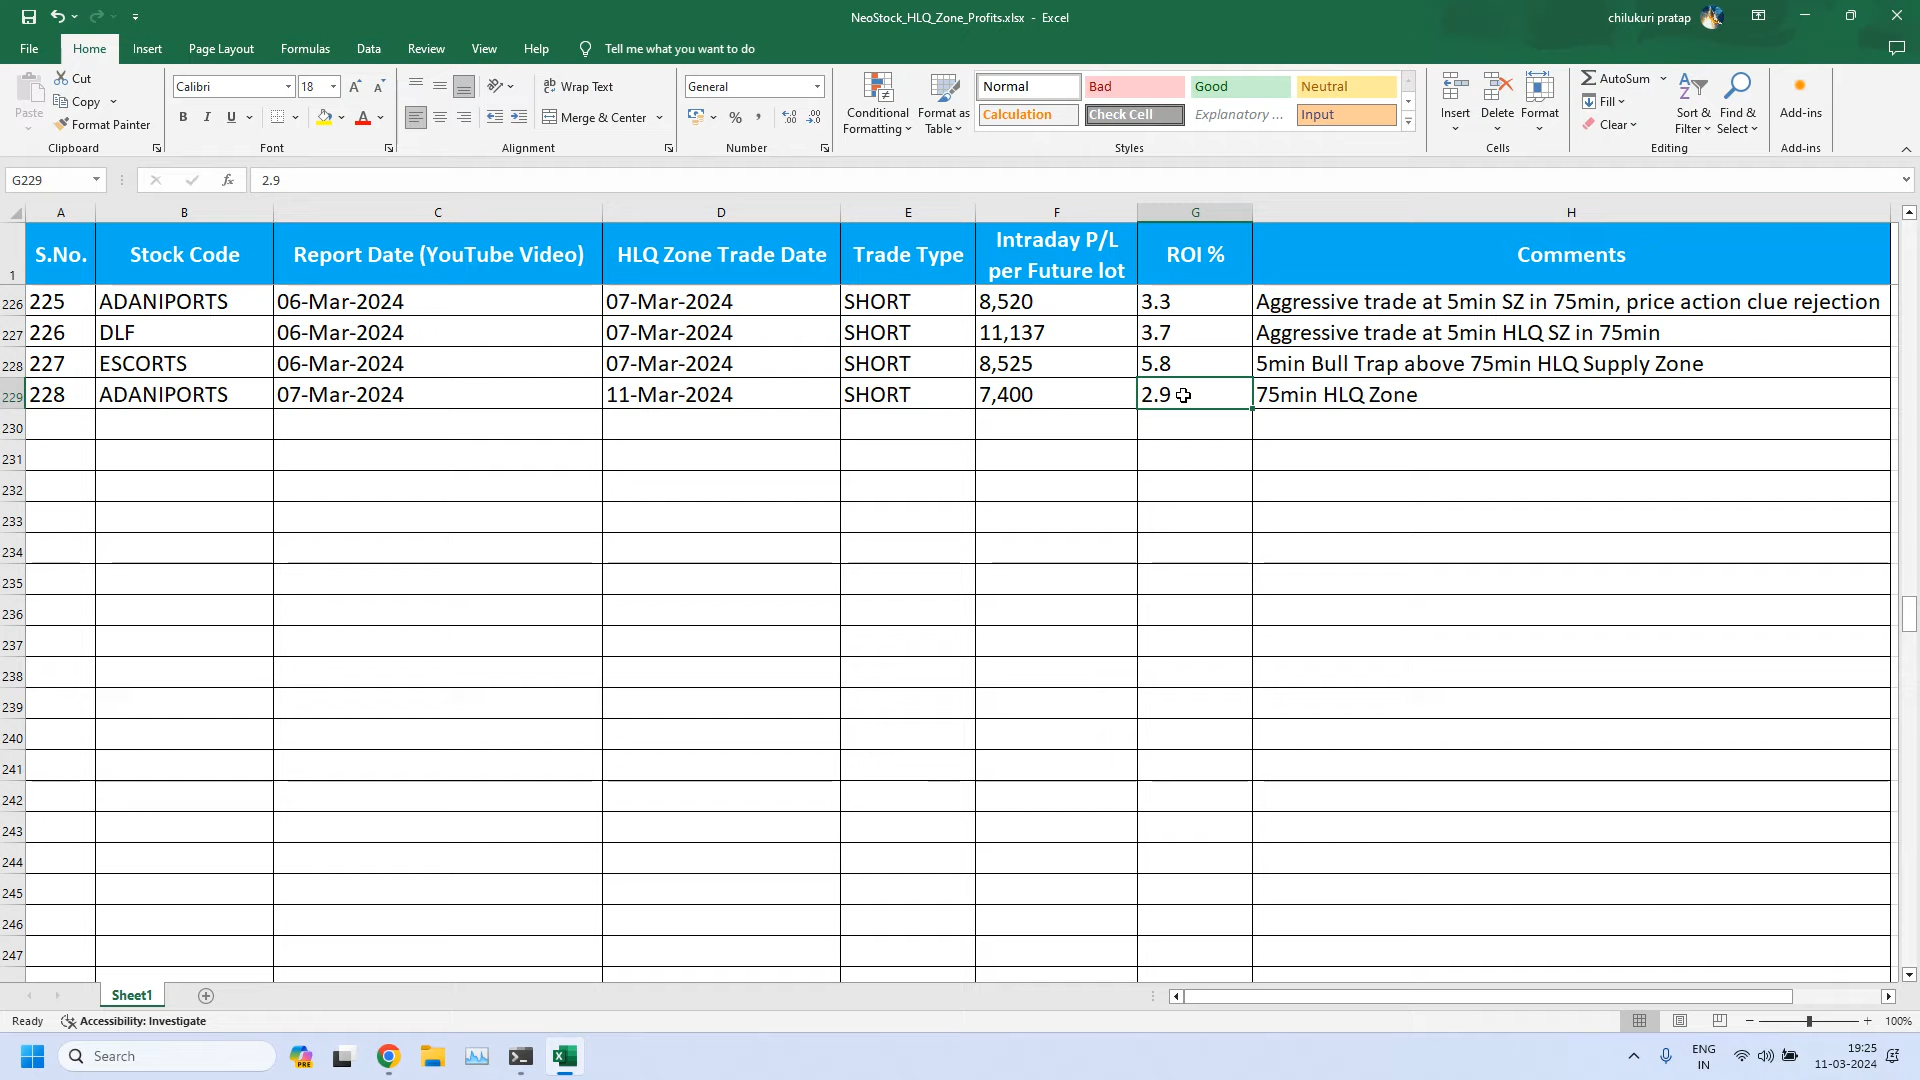 NeoStock_HLQ_Zone_Profits.xlsx - Excel
chilukuri pratap
File Home Insert Page Layout Formulas Data Review View Help Tell me what you want to do
Paste
Cut
Copy
Format Painter
Clipboard
Calibri 18
B I U
Font
Wrap Text
Merge & Center
Alignment
General
Number
Conditional Formatting
Format as Table
Normal Bad Good Neutral
Calculation Check Cell Explanatory ... Input
Styles
Insert Delete Format
Cells
AutoSum
Fill
Clear
Sort & Filter
Find & Select
Editing
Add-ins
Add-ins
G229 fx 2.9
A B C D E F G H
1 S.No. Stock Code Report Date (YouTube Video) HLQ Zone Trade Date Trade Type Intraday P/L per Future lot ROI % Comments
226 225 ADANIPORTS 06-Mar-2024 07-Mar-2024 SHORT 8,520 3.3 Aggressive trade at 5min SZ in 75min, price action clue rejection
227 226 DLF 06-Mar-2024 07-Mar-2024 SHORT 11,137 3.7 Aggressive trade at 5min HLQ SZ in 75min
228 227 ESCORTS 06-Mar-2024 07-Mar-2024 SHORT 8,525 5.8 5min Bull Trap above 75min HLQ Supply Zone
229 228 ADANIPORTS 07-Mar-2024 11-Mar-2024 SHORT 7,400 2.9 75min HLQ Zone
230
231
232
233
234
235
236
237
238
239
240
241
242
243
244
245
246
247
Sheet1
Ready Accessibility: Investigate 100%
Search
PRE
ENG
IN
19:25
11-03-2024